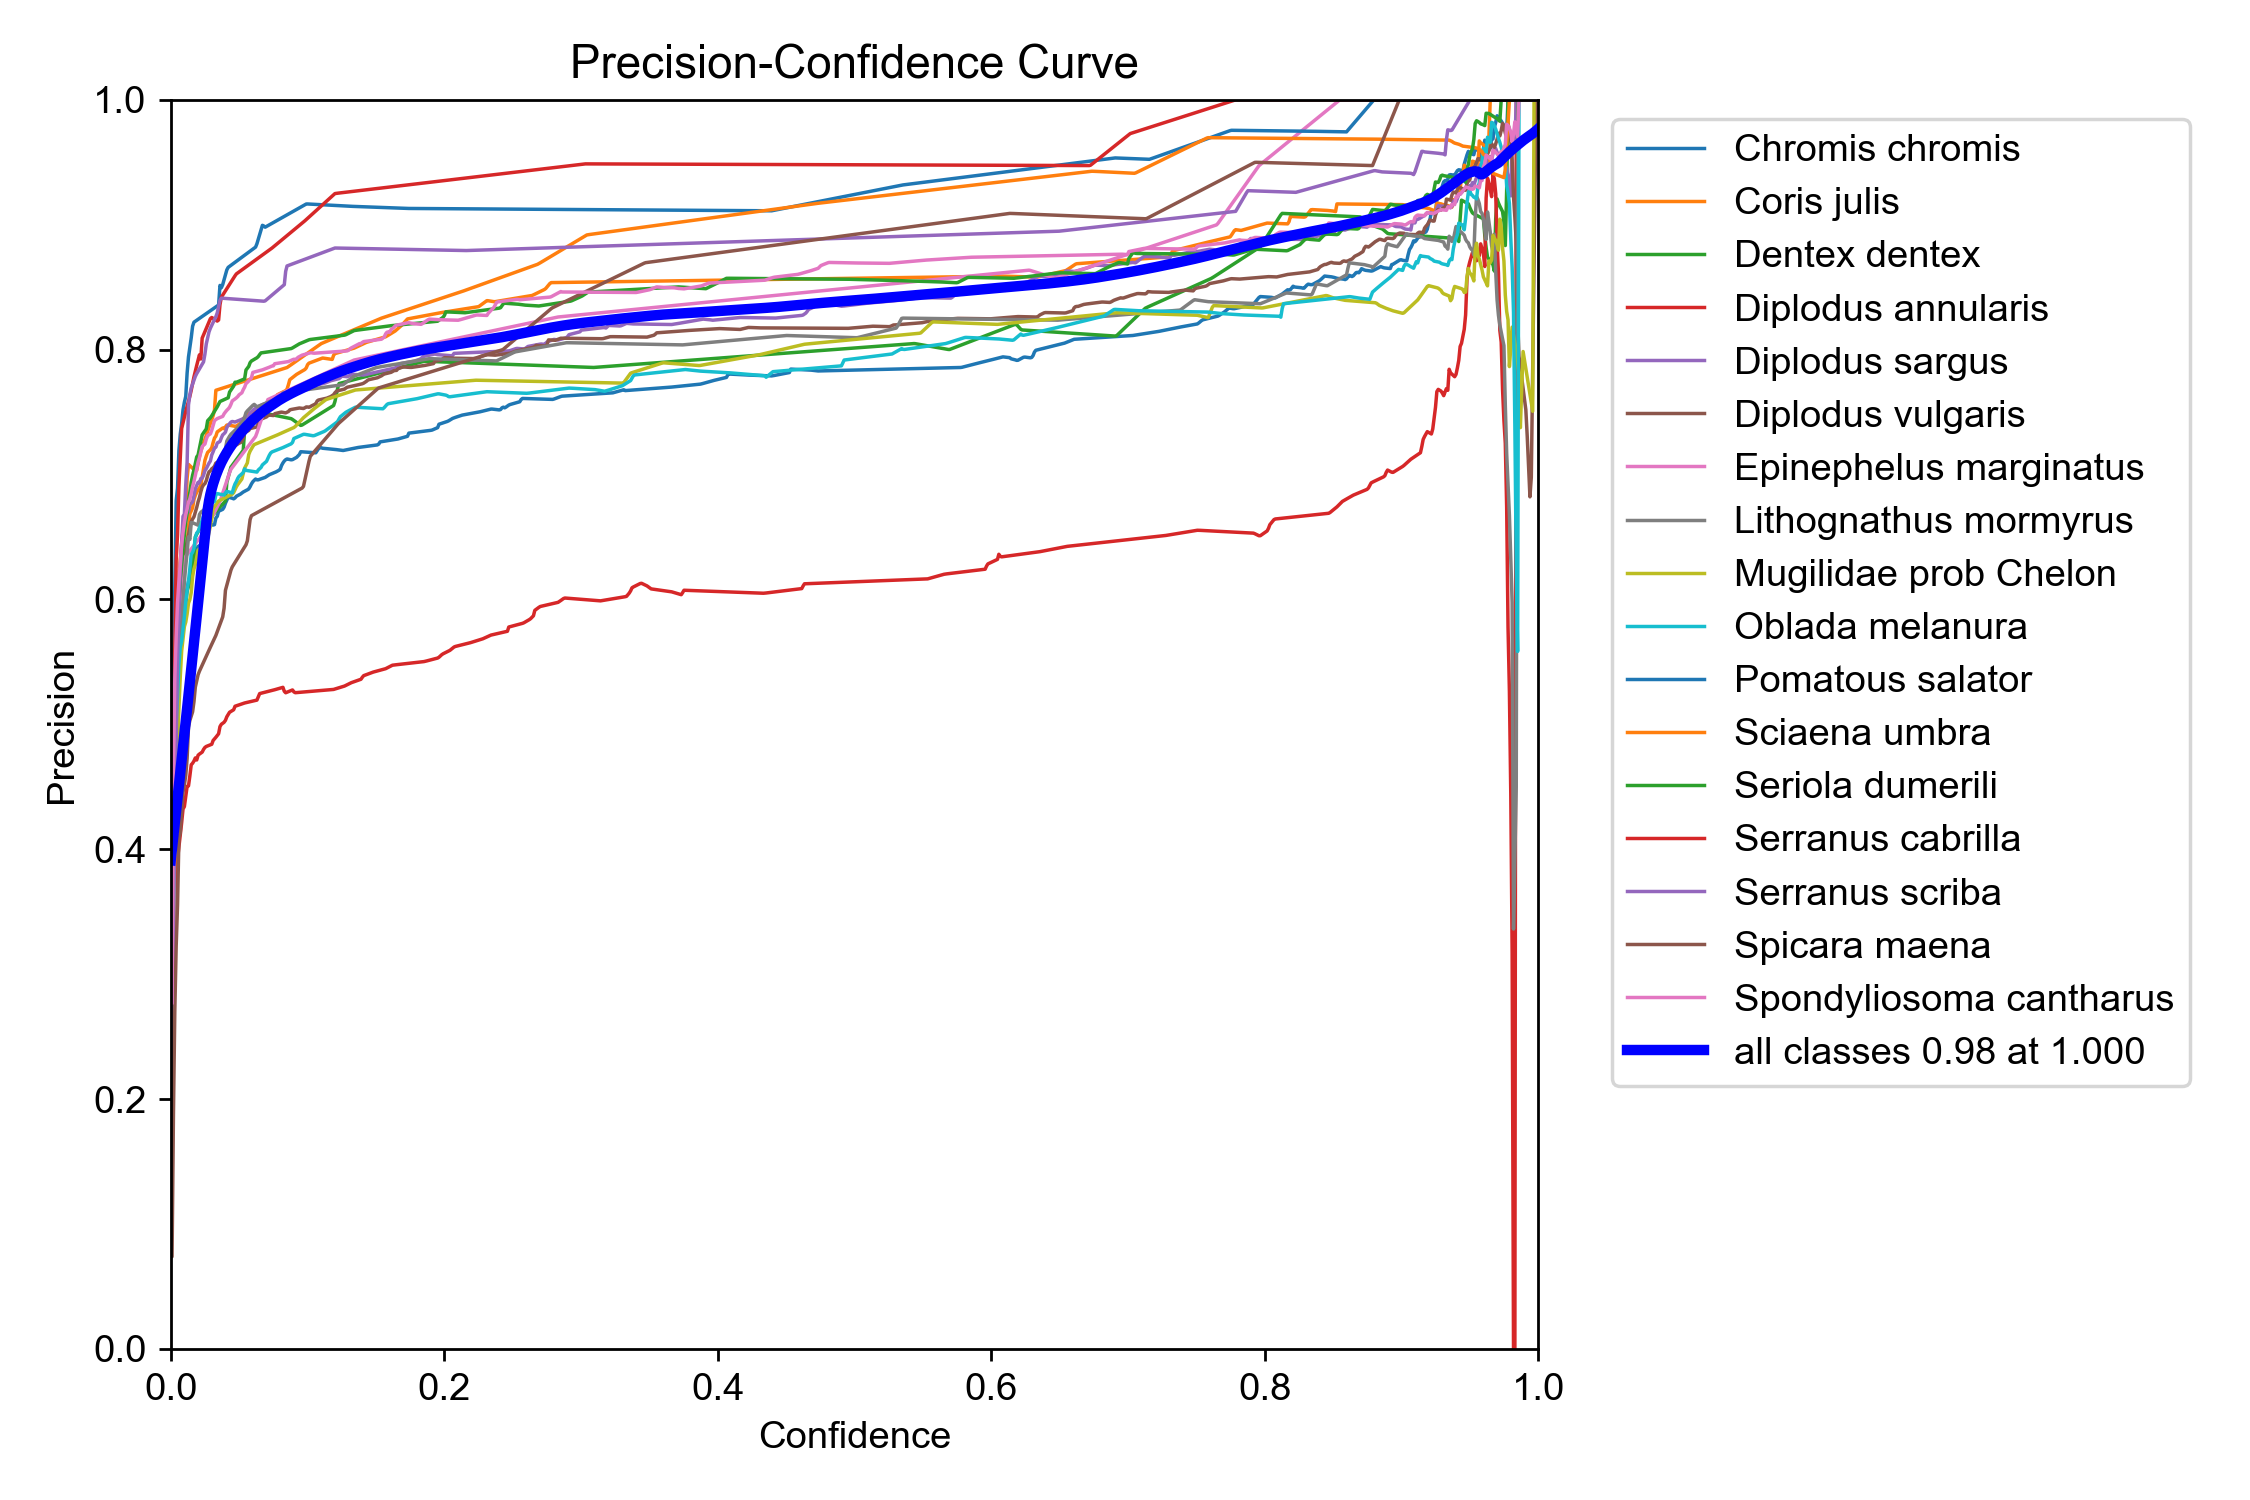 Precision-Confidence Curve
1.0
0.8
0.6
0.4
0.2
0.0
Precision
0.0 0.2 0.4 0.6 0.8 1.0
Confidence
Chromis chromis
Coris julis
Dentex dentex
Diplodus annularis
Diplodus sargus
Diplodus vulgaris
Epinephelus marginatus
Lithognathus mormyrus
Mugilidae prob Chelon
Oblada melanura
Pomatous salator
Sciaena umbra
Seriola dumerili
Serranus cabrilla
Serranus scriba
Spicara maena
Spondyliosoma cantharus
all classes 0.98 at 1.000